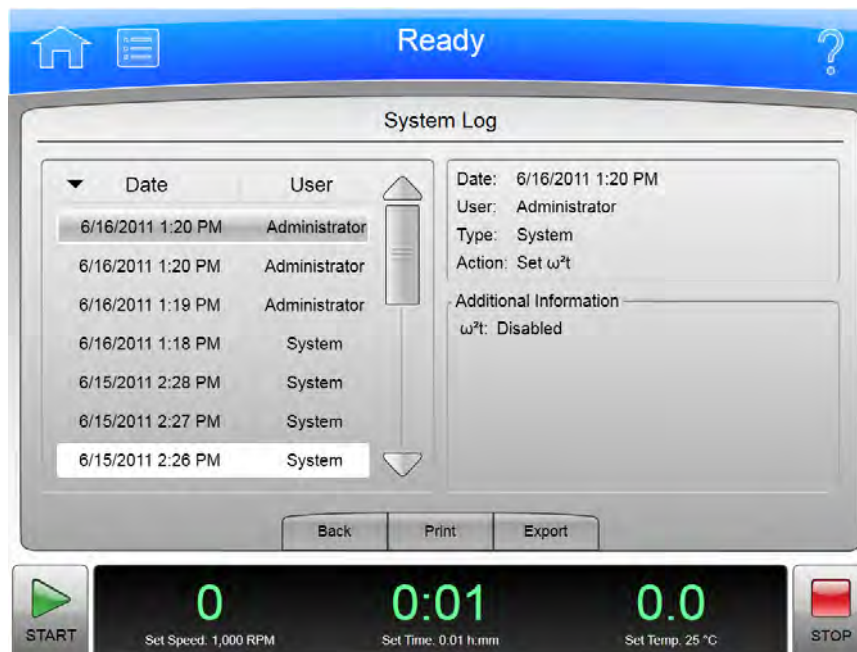 Ready
?
System Log
Date User
6/16/2011 1:20 PM Administrator
6/16/2011 1:20 PM Administrator
6/16/2011 1:19 PM Administrator
6/16/2011 1:18 PM System
6/15/2011 2:28 PM System
6/15/2011 2:27 PM System
6/15/2011 2:26 PM System
Date: 6/16/2011 1:20 PM
User: Administrator
Type: System
Action: Set ω²t
Additional Information
ω²t: Disabled
Back Print Export
START
0
Set Speed. 1,000 RPM
0:01
Set Time. 0.01 h:mm
0.0
Set Temp. 25 °C
STOP